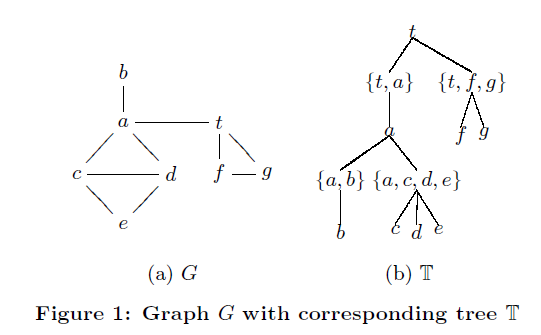 b
a t
c d f g
e
(a) G
t
{t, a} {t, f, g}
a f g
{a, b} {a, c, d, e}
b c d e
(b) 𝕋
Figure 1: Graph G with corresponding tree 𝕋